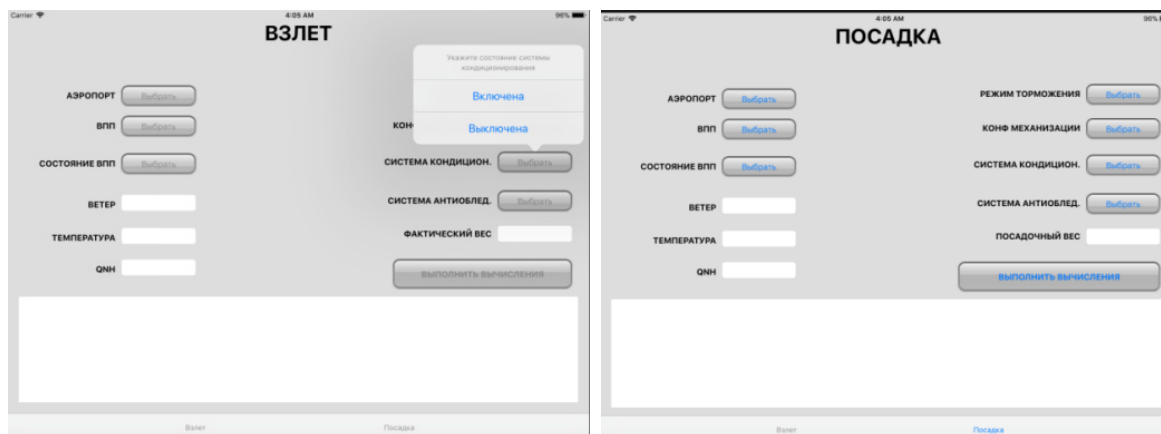 Carrier
4:05 AM
96%
ВЗЛЕТ
Укажите состояние системы
кондиционирования
Включена
Выключена
АЭРОПОРТ
Выбрать
ВПП
Выбрать
СОСТОЯНИЕ ВПП
Выбрать
ВЕТЕР
ТЕМПЕРАТУРА
QNH
КОН
СИСТЕМА КОНДИЦИОН.
Выбрать
СИСТЕМА АНТИОБЛЕД.
Выбрать
ФАКТИЧЕСКИЙ ВЕС
ВЫПОЛНИТЬ ВЫЧИСЛЕНИЯ
Взлет
Посадка
Carrier
4:05 AM
96%
ПОСАДКА
АЭРОПОРТ
Выбрать
ВПП
Выбрать
СОСТОЯНИЕ ВПП
Выбрать
ВЕТЕР
ТЕМПЕРАТУРА
QNH
РЕЖИМ ТОРМОЖЕНИЯ
Выбрать
КОНФ МЕХАНИЗАЦИИ
Выбрать
СИСТЕМА КОНДИЦИОН.
Выбрать
СИСТЕМА АНТИОБЛЕД.
Выбрать
ПОСАДОЧНЫЙ ВЕС
ВЫПОЛНИТЬ ВЫЧИСЛЕНИЯ
Взлет
Посадка